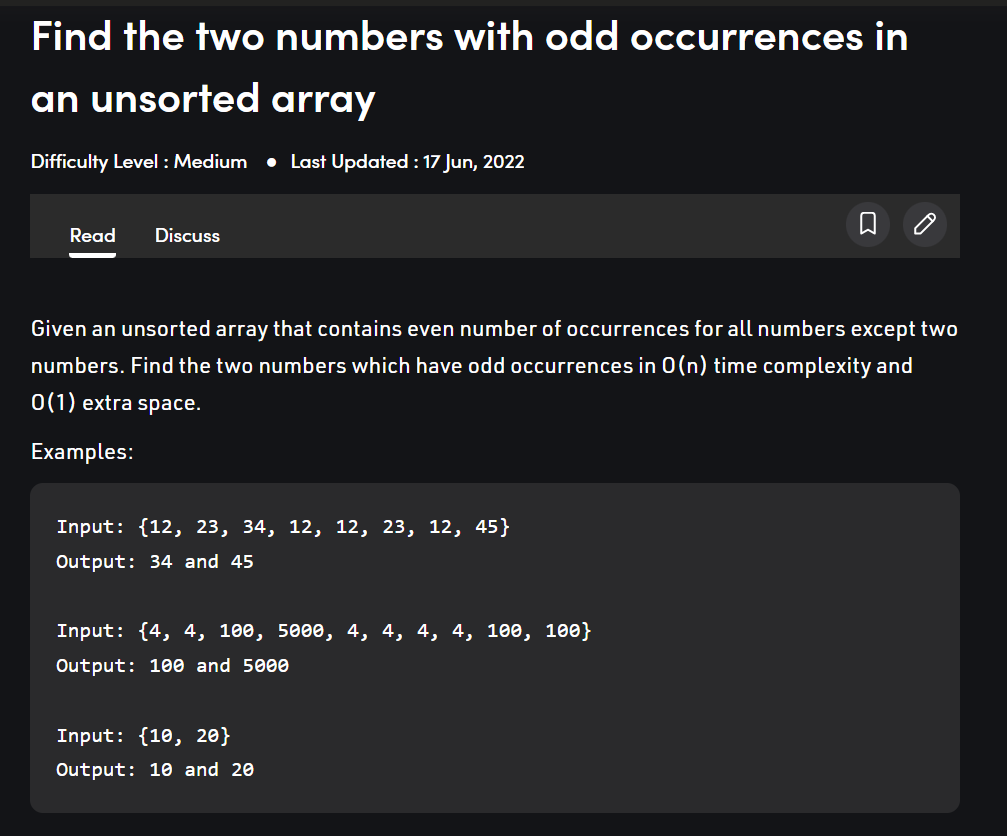 Find the two numbers with odd occurrences in
an unsorted array
Difficulty Level : Medium ● Last Updated : 17 Jun, 2022
Read Discuss
Given an unsorted array that contains even number of occurrences for all numbers except two
numbers. Find the two numbers which have odd occurrences in O(n) time complexity and
O(1) extra space.
Examples:
Input: {12, 23, 34, 12, 12, 23, 12, 45}
Output: 34 and 45
Input: {4, 4, 100, 5000, 4, 4, 4, 4, 100, 100}
Output: 100 and 5000
Input: {10, 20}
Output: 10 and 20